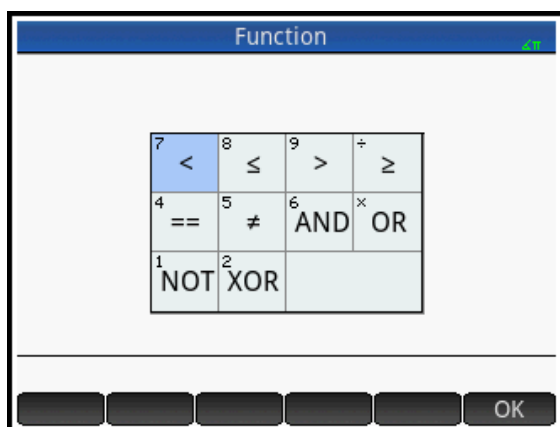 Function
∡π
7 < 8 ≤ 9 > ÷ ≥
4 == 5 ≠ 6 AND × OR
1 NOT 2 XOR
OK